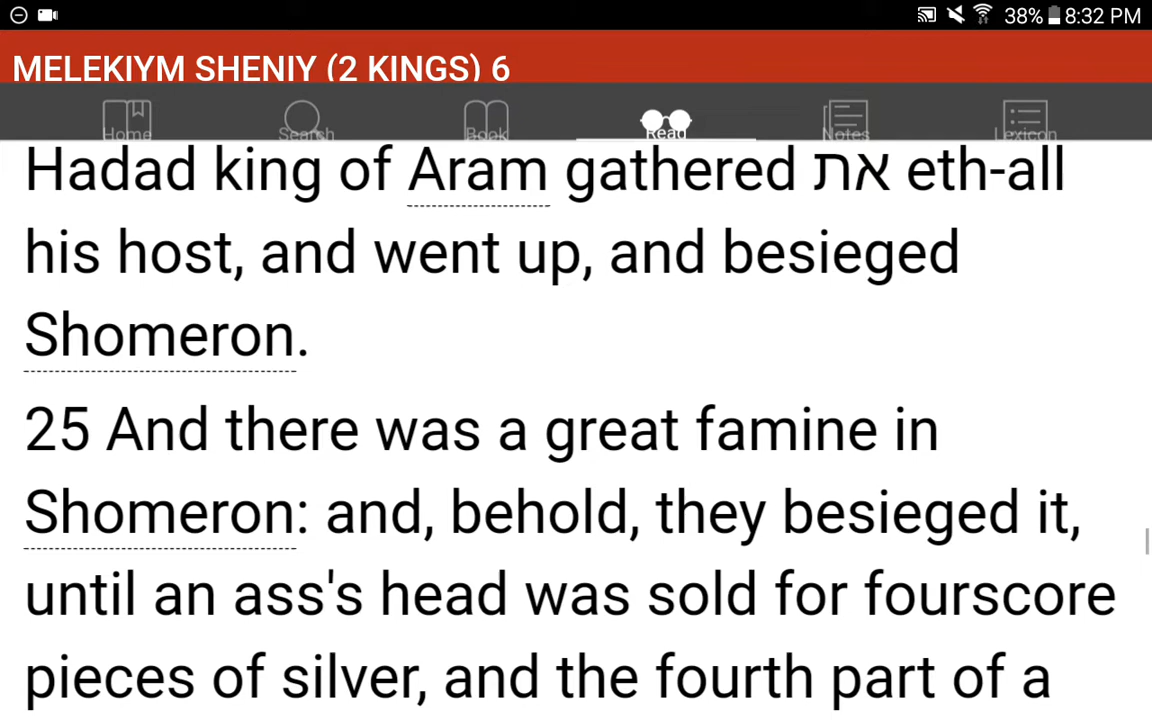 38% 8:32 PM
MELEKIYM SHENIY (2 KINGS) 6
Home Search Book Read Notes Lexicon
Hadad king of Aram gathered את eth-all
his host, and went up, and besieged
Shomeron.
25 And there was a great famine in
Shomeron: and, behold, they besieged it,
until an ass's head was sold for fourscore
pieces of silver, and the fourth part of a